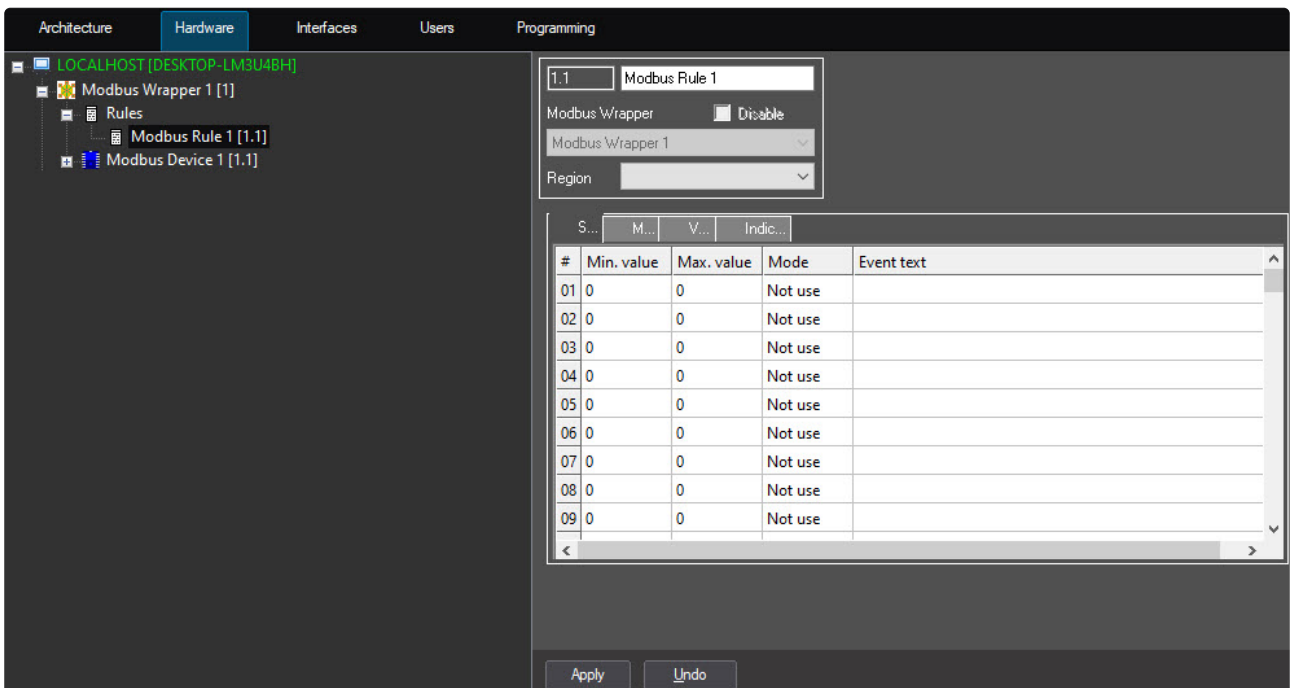 Architecture Hardware Interfaces Users Programming
LOCALHOST [DESKTOP-LM3U4BH]
Modbus Wrapper 1 [1]
Rules
Modbus Rule 1 [1.1]
Modbus Device 1 [1.1]
1.1 Modbus Rule 1
Modbus Wrapper Disable
Modbus Wrapper 1
Region
S... M... V... Indic...
# Min. value Max. value Mode Event text
01 0 0 Not use
02 0 0 Not use
03 0 0 Not use
04 0 0 Not use
05 0 0 Not use
06 0 0 Not use
07 0 0 Not use
08 0 0 Not use
09 0 0 Not use
Apply Undo